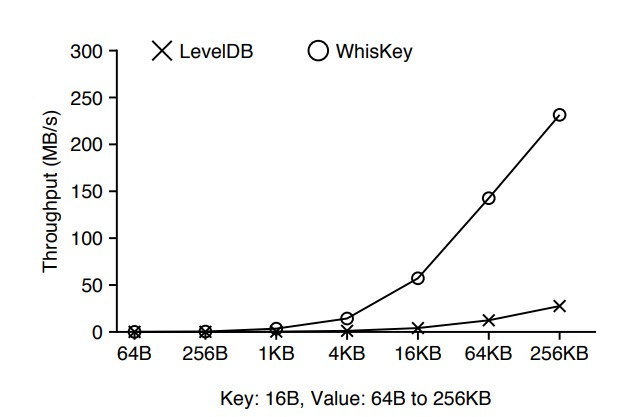 LevelDB WhisKey
Throughput (MB/s)
300
250
200
150
100
50
0
64B 256B 1KB 4KB 16KB 64KB 256KB
Key: 16B, Value: 64B to 256KB